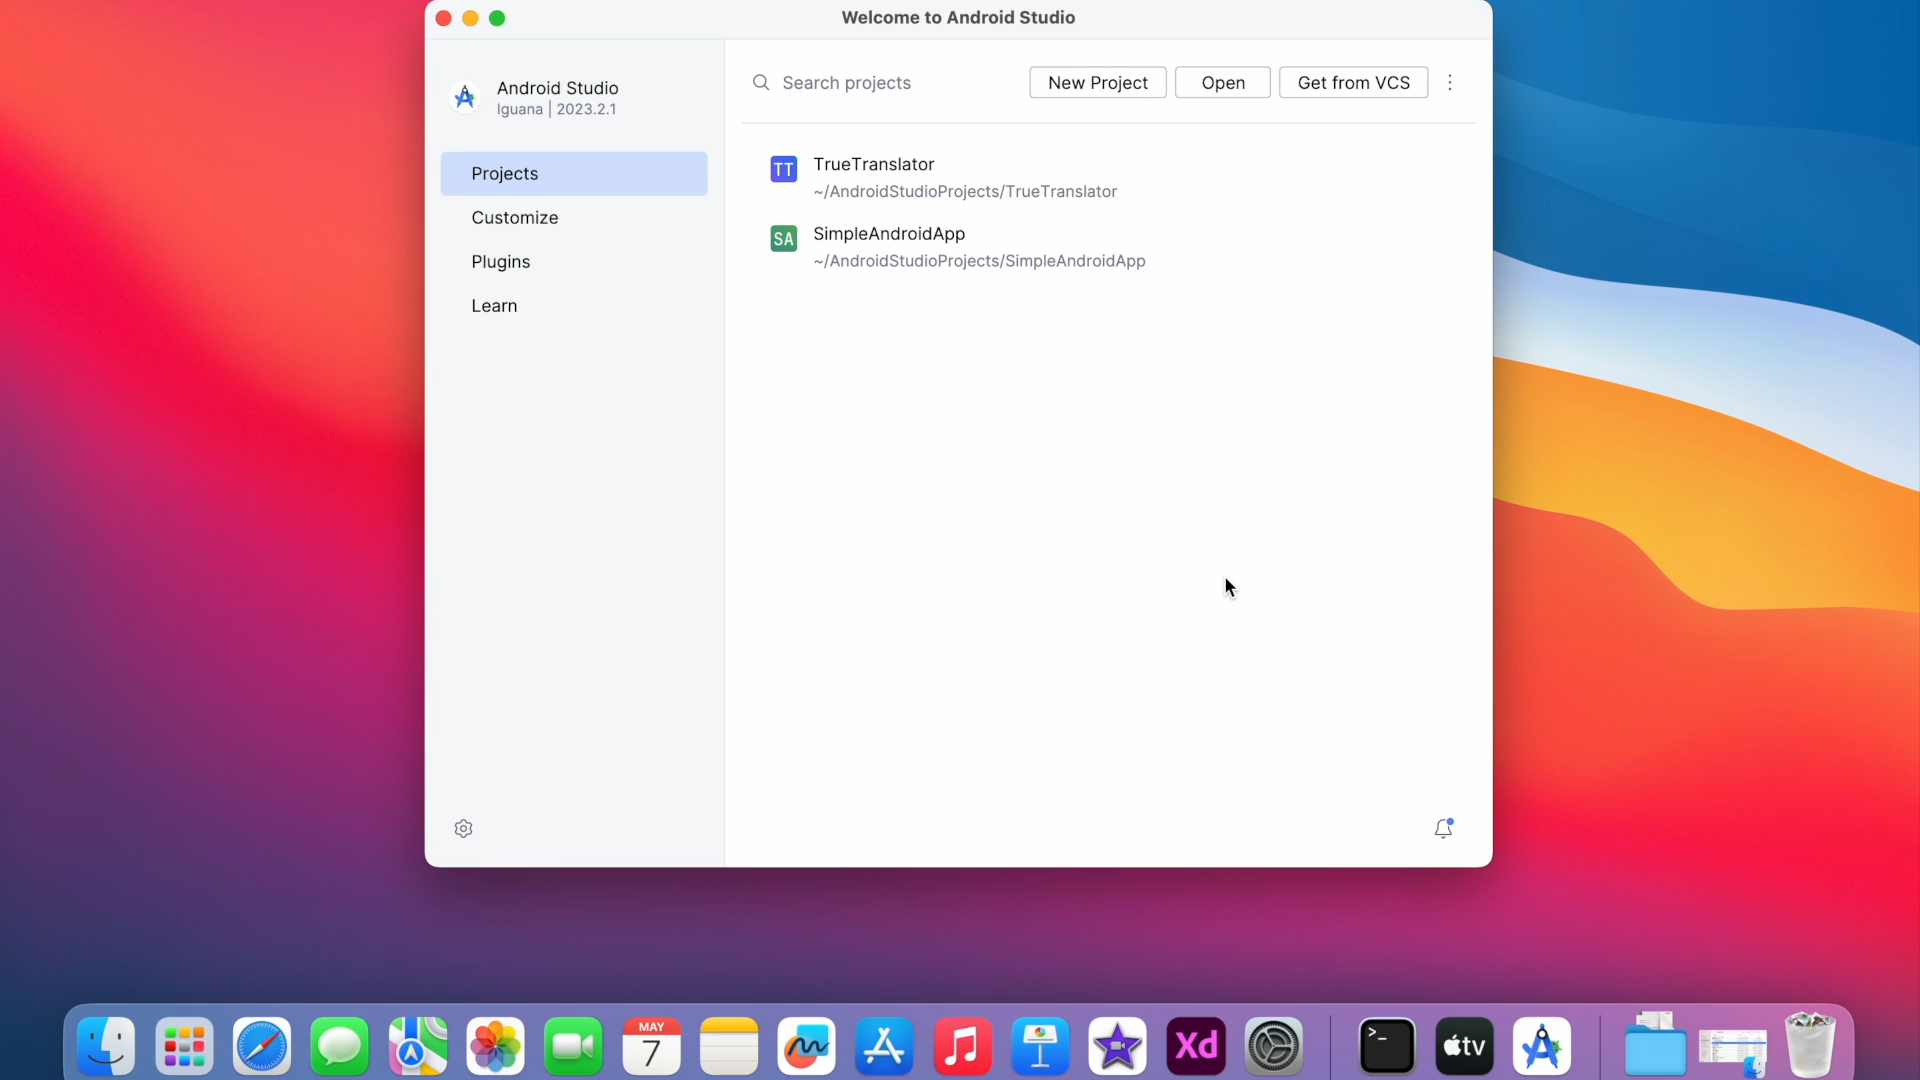 Welcome to Android Studio
Android Studio
Iguana | 2023.2.1
Projects
Customize
Plugins
Learn
Search projects
New Project
Open
Get from VCS
TT
TrueTranslator
~/AndroidStudioProjects/TrueTranslator
SA
SimpleAndroidApp
~/AndroidStudioProjects/SimpleAndroidApp
MAY
7
Xd
>_
tv